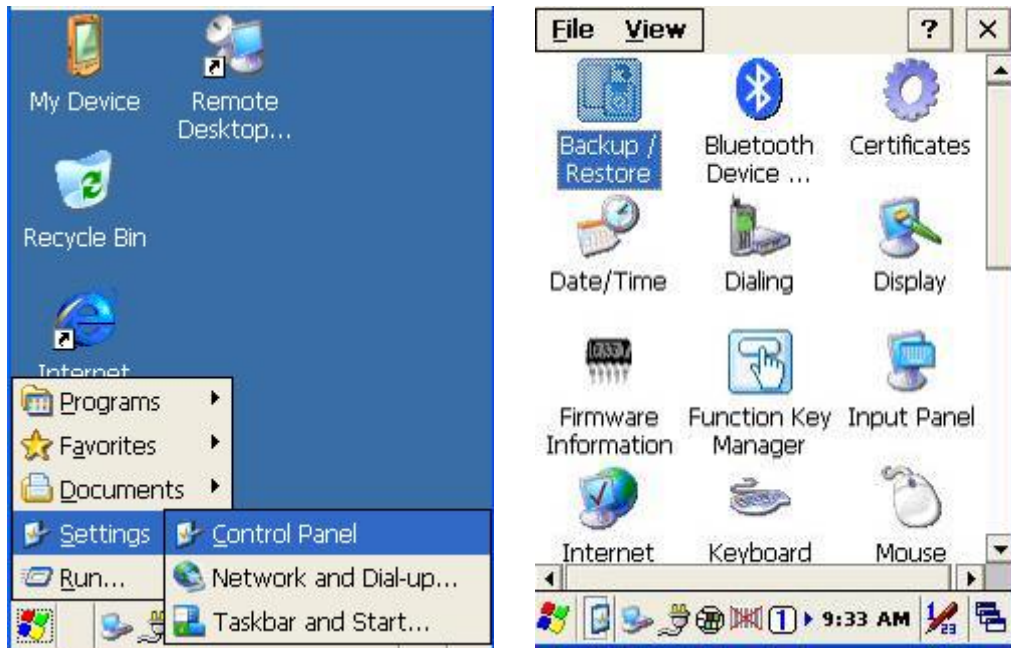 My Device
Remote
Desktop...
Recycle Bin
Internet
Programs
Favorites
Documents
Settings
Run...
Control Panel
Network and Dial-up...
Taskbar and Start...
File View ? ×
Backup /
Restore
Bluetooth
Device ...
Certificates
Date/Time
Dialing
Display
Firmware
Information
Function Key
Manager
Input Panel
Internet
Keyboard
Mouse
1 9:33 AM